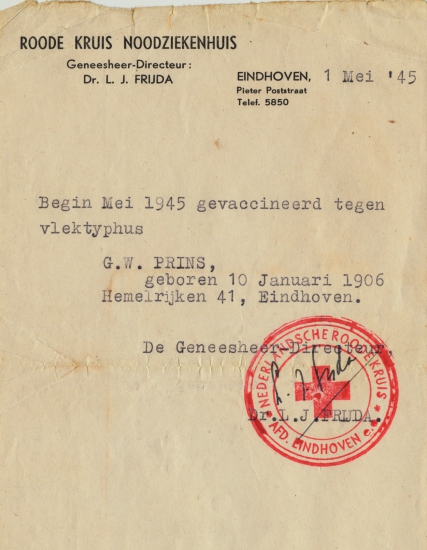 ROODE KRUIS NOODZIEKENHUIS
Geneesheer-Directeur:
Dr. L. J. FRIJDA
EINDHOVEN, 1 Mei '45
Pieter Poststraat
Telef. 5850
Begin Mei 1945 gevaccineerd tegen
vlektyphus
G.W. PRINS,
geboren 10 Januari 1906
Hemelrijken 41, Eindhoven.
De Geneesheer-Directeur.
NEDERLANDSCHE ROODE KRUIS
L. J. Frijda
Dr.L.J.FRIJDA.
AFD. EINDHOVEN e.o.